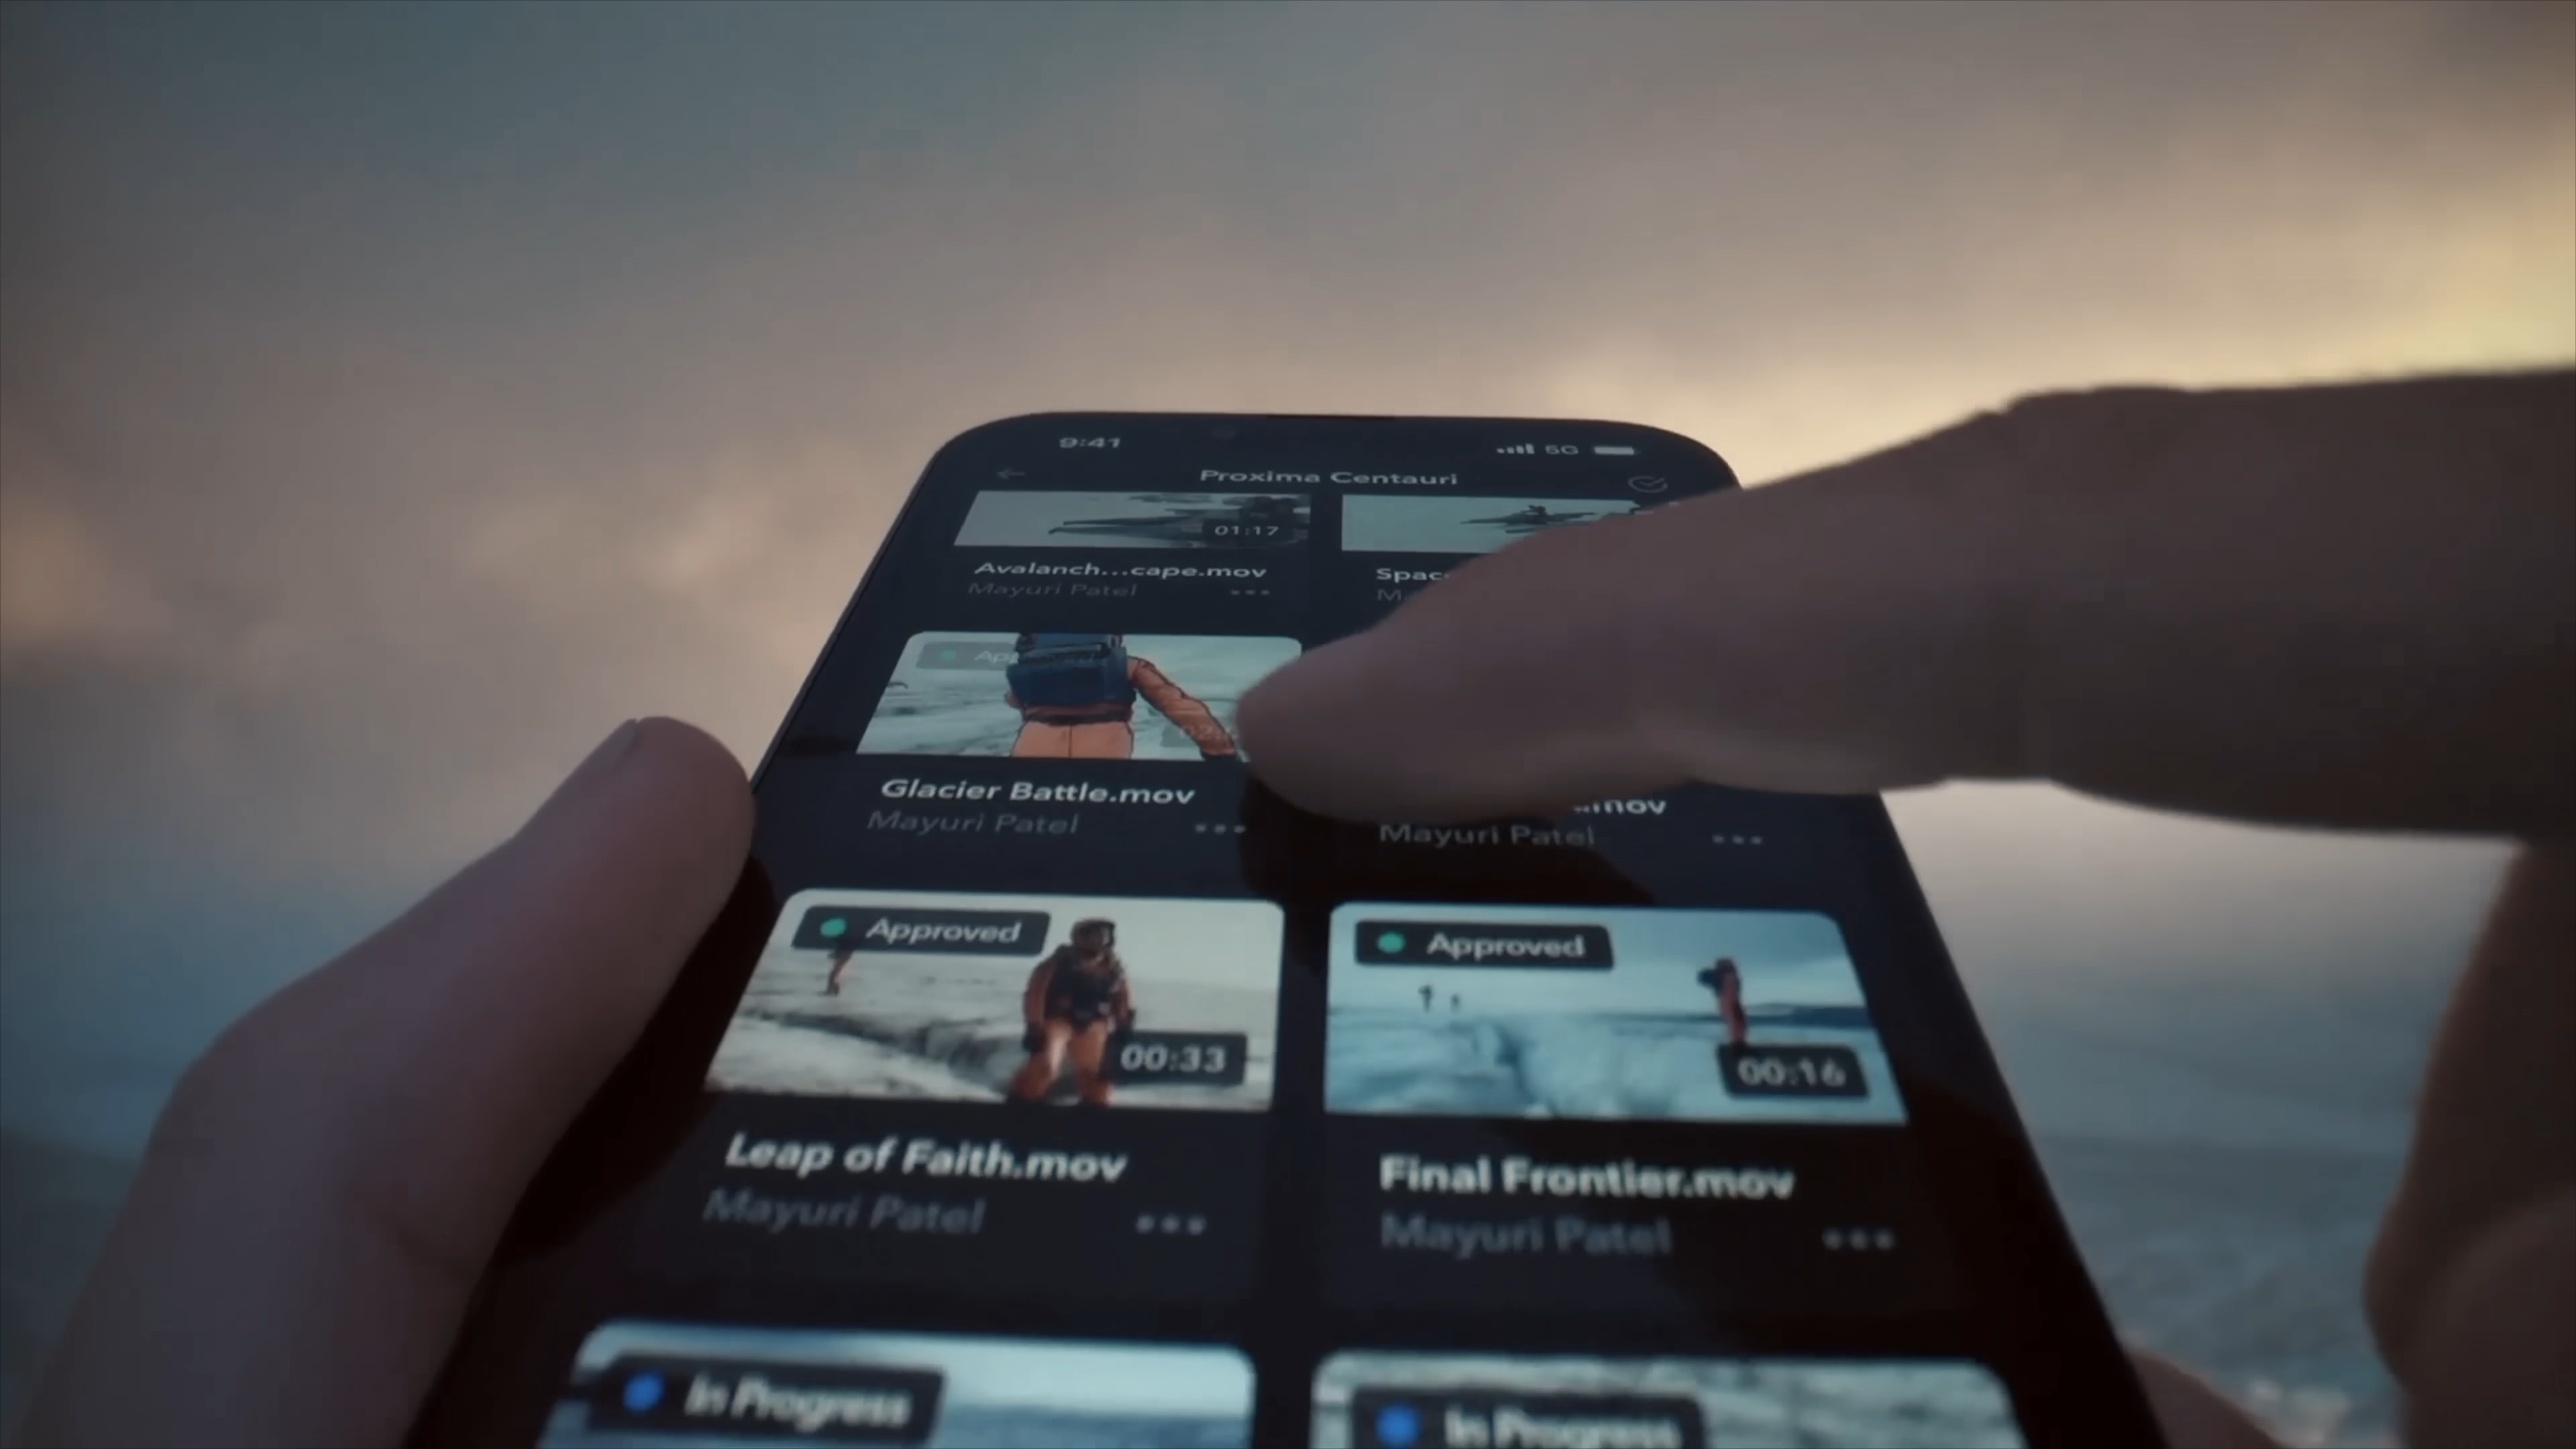 9:41 5G
Proxima Centauri
01:17
Avalanch...cape.mov
Spac
Mayuri Patel
Glacier Battle.mov
.mov
Mayuri Patel
Mayuri Patel
Approved
Approved
00:33
00:16
Leap of Faith.mov
Final Frontier.mov
Mayuri Patel
Mayuri Patel
In Progress
In Progress